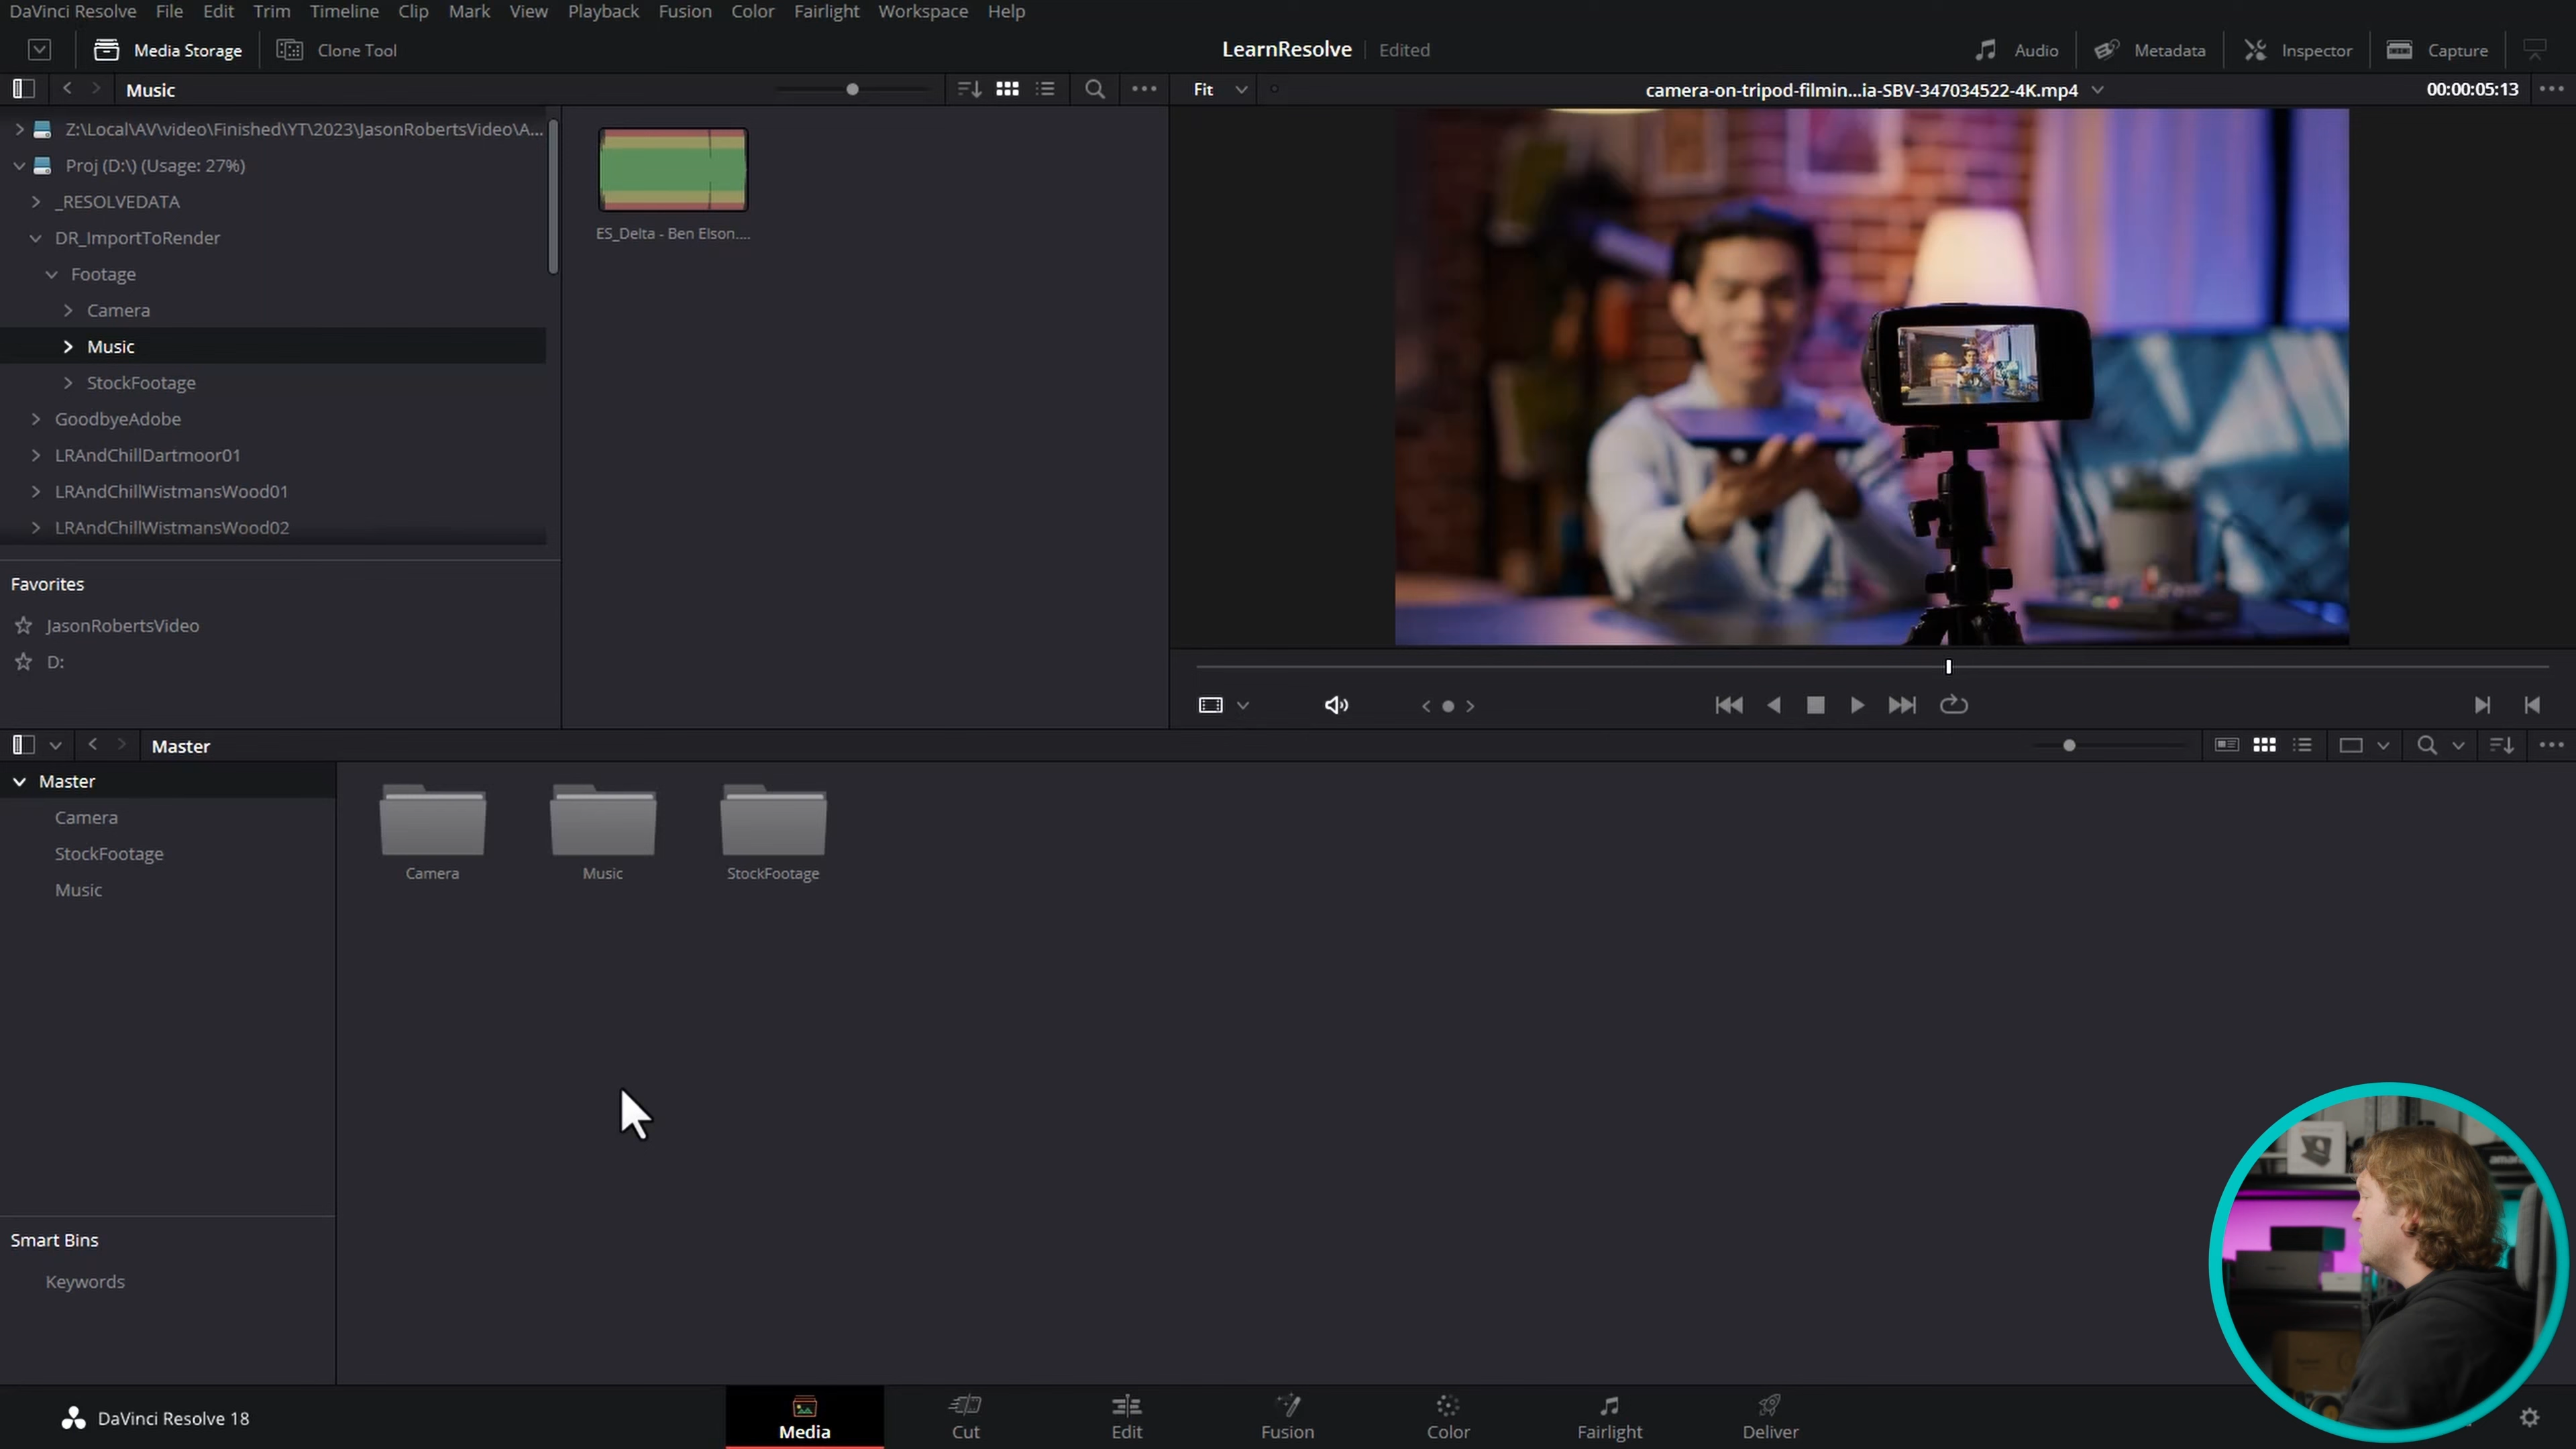 DaVinci Resolve File Edit Trim Timeline Clip Mark View Playback Fusion Color Fairlight Workspace Help
Media Storage Clone Tool LearnResolve Edited Audio Metadata Inspector Capture
Music Fit camera-on-tripod-filmin...ia-SBV-347034522-4K.mp4 00:00:05:13
Z:\Local\AV\video\Finished\YT\2023\JasonRobertsVideo\A...
Proj (D:\) (Usage: 27%)
_RESOLVEDATA
DR_ImportToRender
Footage
Camera
Music
StockFootage
GoodbyeAdobe
LRAndChillDartmoor01
LRAndChillWistmansWood01
LRAndChillWistmansWood02
ES_Delta - Ben Elson....
Favorites
JasonRobertsVideo
D:
Master
Master
Camera
StockFootage
Music
Camera Music StockFootage
Smart Bins
Keywords
DaVinci Resolve 18
Media Cut Edit Fusion Color Fairlight Deliver